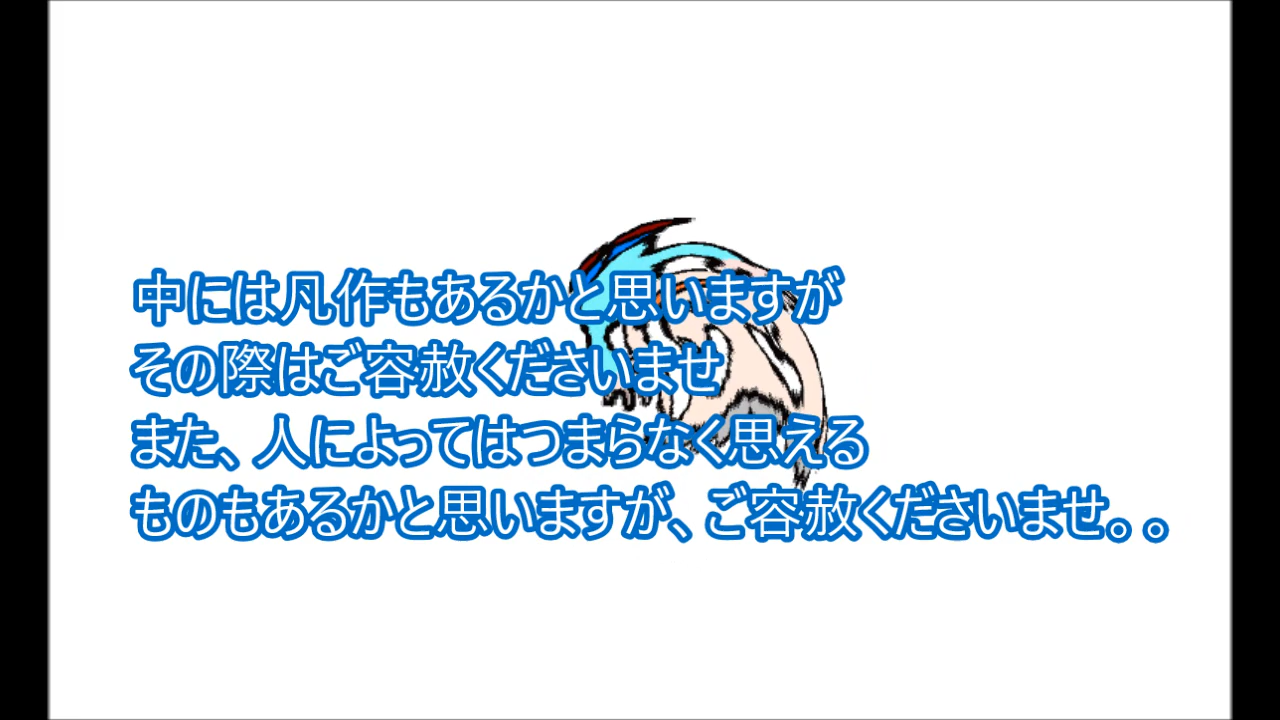 中には凡作もあるかと思いますが
その際はご容赦くださいませ
また、人によってはつまらなく思える
ものもあるかと思いますが、ご容赦くださいませ。。